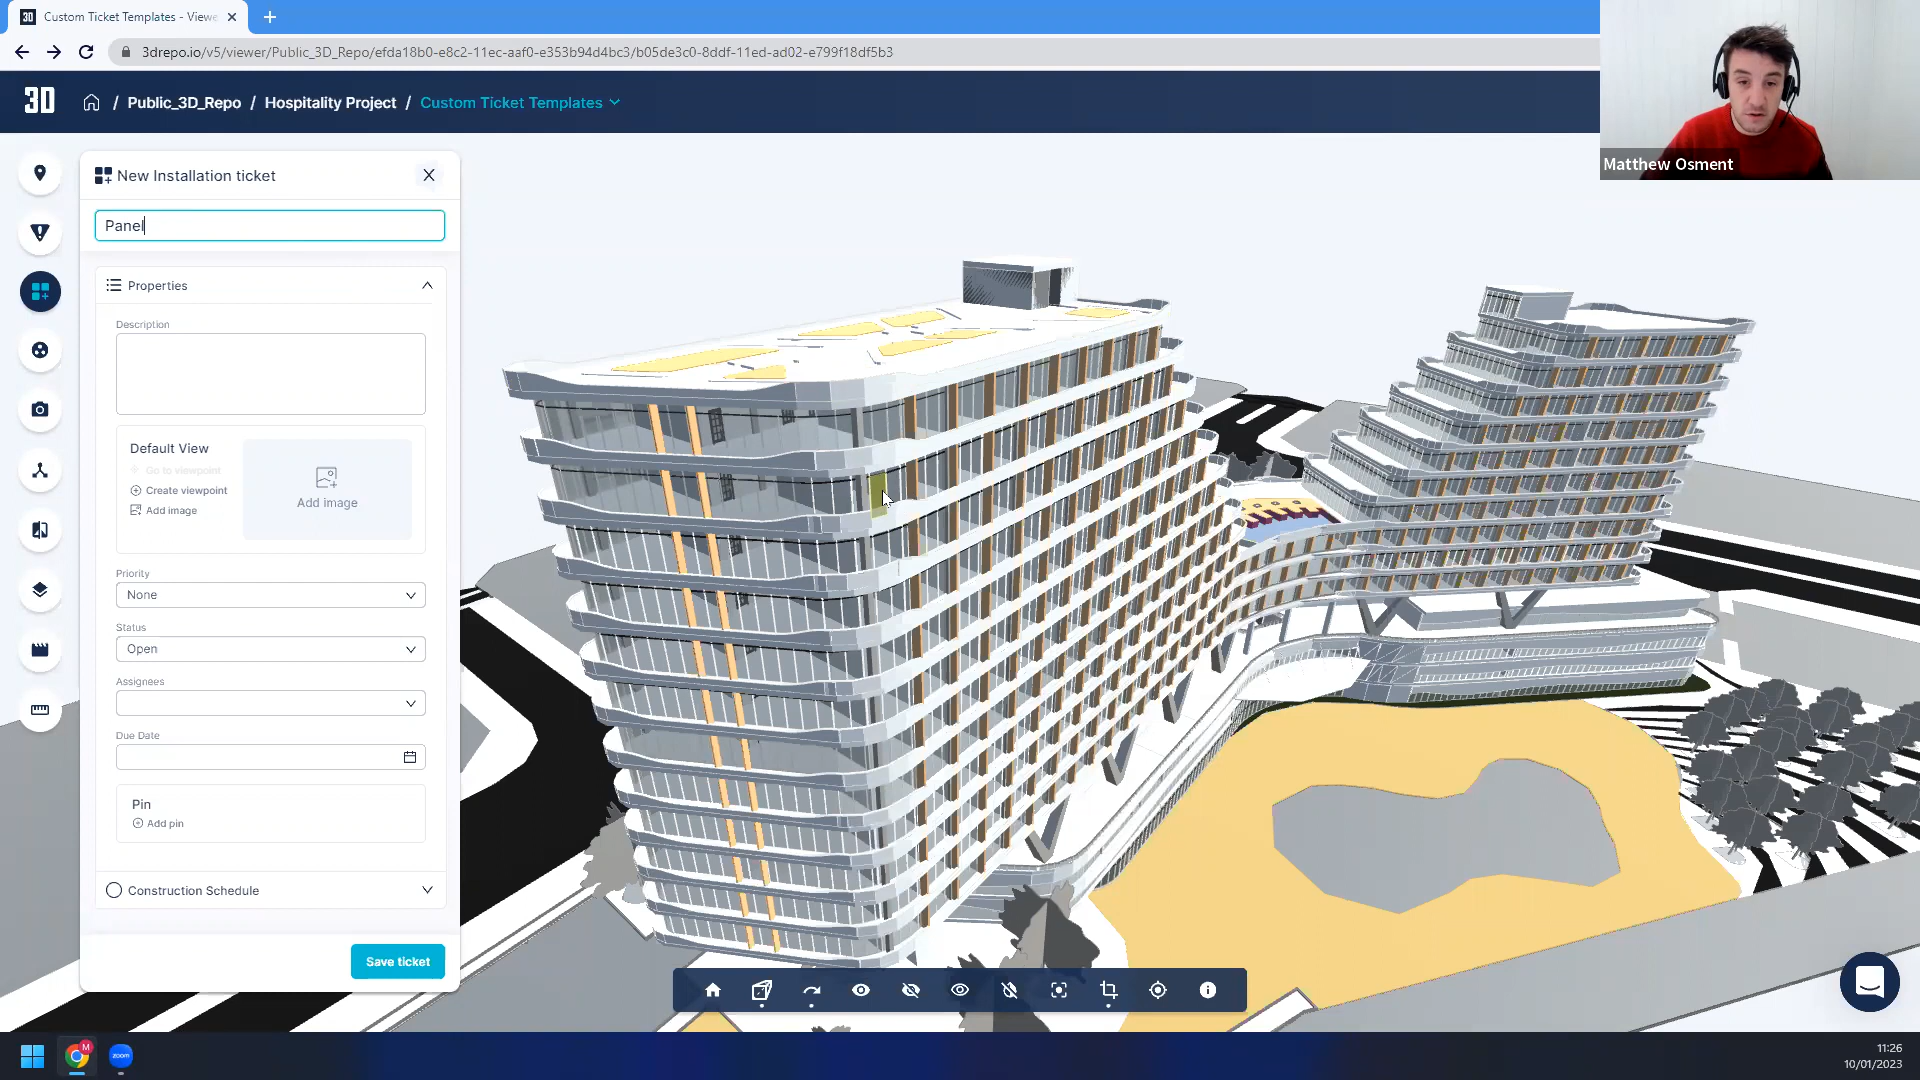 3D Custom Ticket Templates - Viewe
3drepo.io/v5/viewer/Public_3D_Repo/efda18b0-e8c2-11ec-aaf0-e353b94d4bc3/b05de3c0-8ddf-11ed-ad02-e799f18df5b3
3D / Public_3D_Repo / Hospitality Project / Custom Ticket Templates
Matthew Osment
New Installation ticket
Panel
Properties
Description
Default View
Go to viewpoint
Create viewpoint
Add image
Add image
Priority
None
Status
Open
Assignees
Due Date
Pin
Add pin
Construction Schedule
Save ticket
M
zoom
11:26
10/01/2023